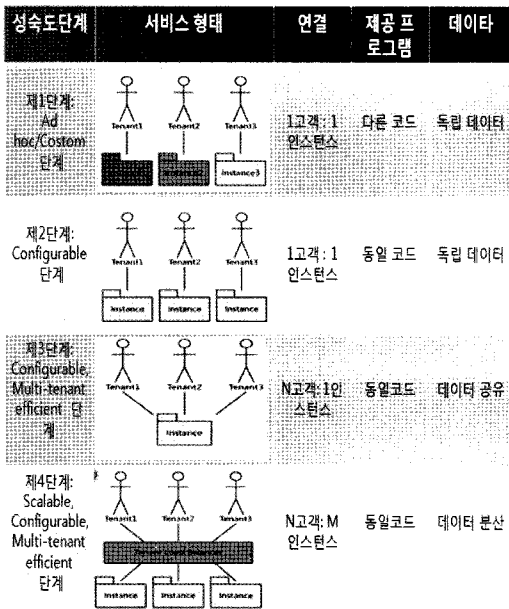 성숙도단계
서비스 형태
연결
제공 프
로그램
데이타
제1단계:
Ad
hoc/Costom
단계
Tenant1
Tenant2
Tenant3
Instance3
1고객 : 1
인스턴스
다른 코드
독립 데이타
제2단계:
Configurable
단계
Tenant1
Tenant2
Tenant3
Instance
Instance
Instance
1고객 : 1
인스턴스
동일 코드
독립 데이터
제3단계:
Configurable,
Multi-tenant
efficient 단
계
Tenant1
Tenant2
Tenant3
Instance
N고객: 1인
스턴스
동일코드
데이터 공유
제4단계:
Scalable,
Configurable,
Multi-tenant
efficient
단계
Tenant1
Tenant2
Tenant3
Tenant Load Balancer
Instance
Instance
Instance
N고객: M
인스턴스
동일코드
데이터 분산